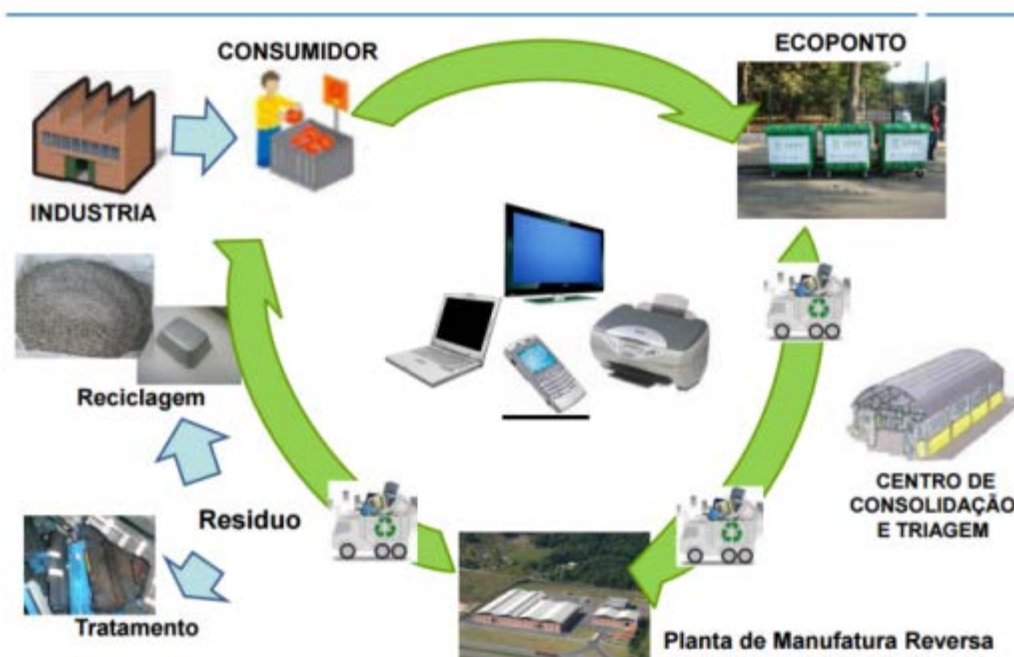 CONSUMIDOR
ECOPONTO
INDUSTRIA
Reciclagem
CENTRO DE
CONSOLIDAÇÃO
E TRIAGEM
Residuo
Tratamento
Planta de Manufatura Reversa